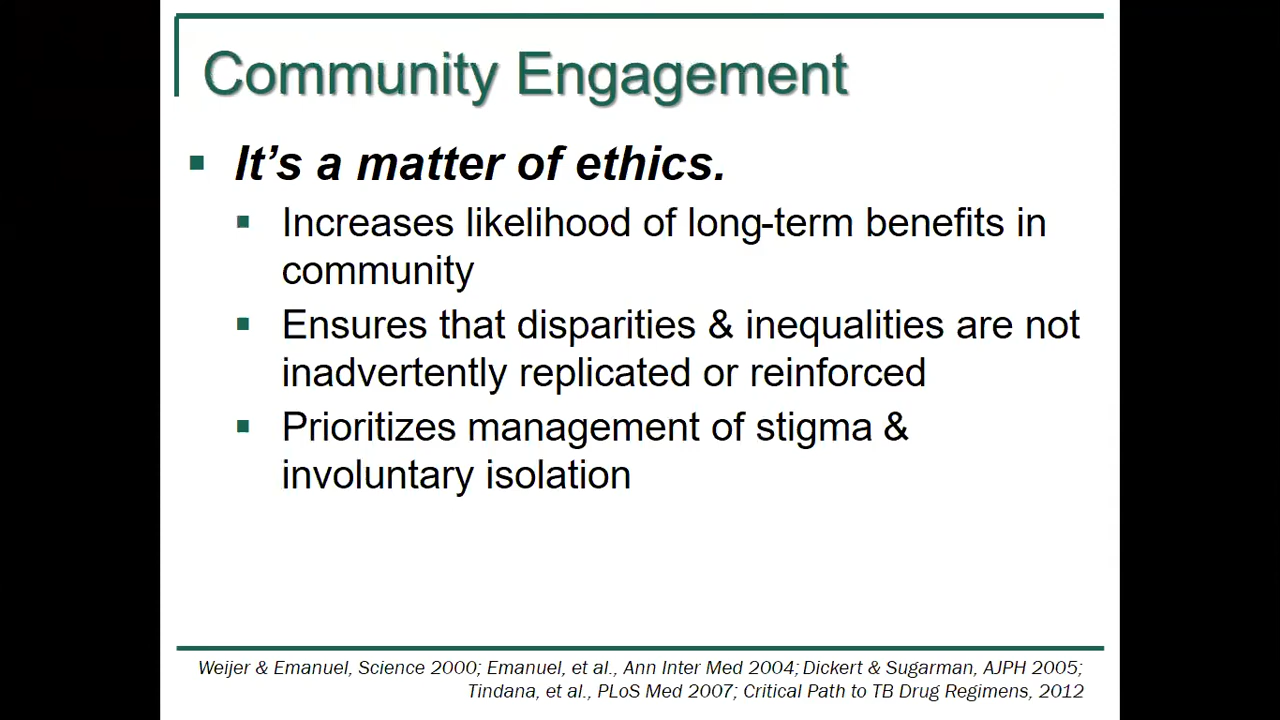 Community Engagement
It's a matter of ethics.
Increases likelihood of long-term benefits in
community
Ensures that disparities & inequalities are not
inadvertently replicated or reinforced
Prioritizes management of stigma &
involuntary isolation
Weijer & Emanuel, Science 2000; Emanuel, et al., Ann Inter Med 2004; Dickert & Sugarman, AJPH 2005;
Tindana, et al., PLoS Med 2007; Critical Path to TB Drug Regimens, 2012